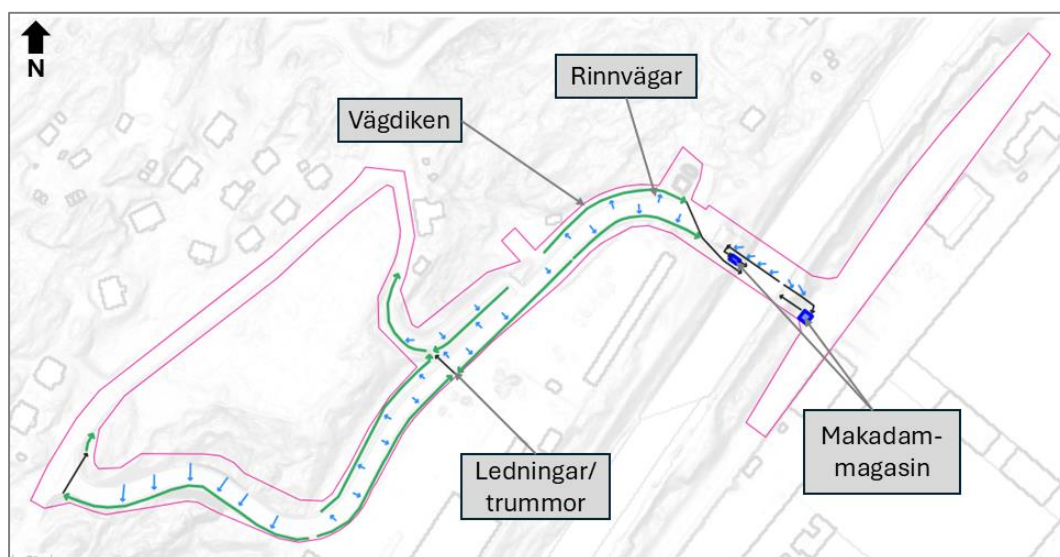 N
Rinnvägar
Vägdiken
Ledningar/
trummor
Makadam-
magasin